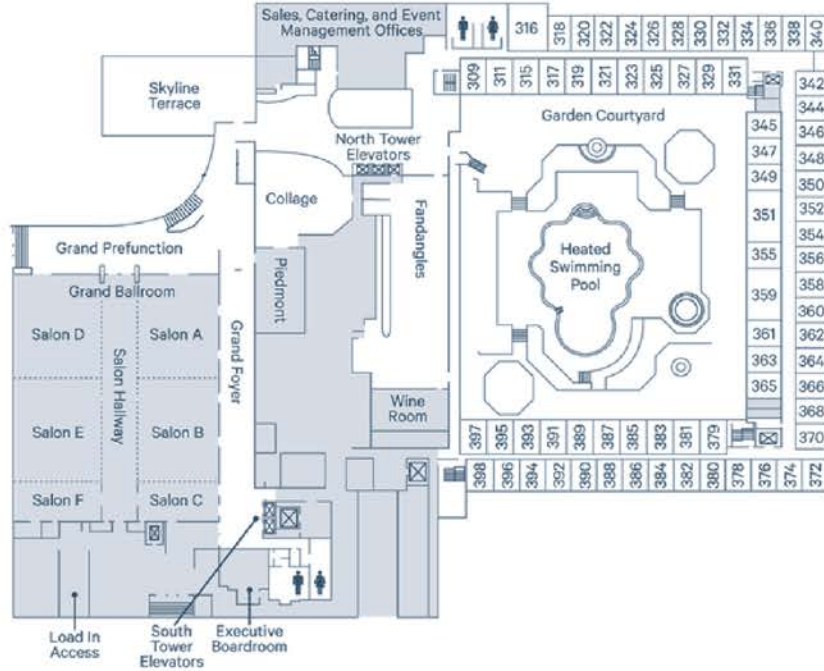 Sales, Catering, and Event
Management Offices
316
318
320
322
324
326
328
330
332
334
336
338
340
309
311
315
317
319
321
323
325
327
329
331
Skyline
Terrace
Garden Courtyard
North Tower
Elevators
Collage
Fandangles
Heated
Swimming
Pool
345
347
349
351
355
359
361
363
365
342
344
346
348
350
352
354
356
358
360
362
364
366
368
370
Grand Prefunction
Grand Ballroom
Piedmont
Grand Foyer
Salon Hallway
Salon D
Salon A
Salon E
Salon B
Salon F
Salon C
Wine
Room
397
395
393
391
389
387
385
383
381
379
398
396
394
392
390
388
386
384
382
380
378
376
374
372
Load In
Access
South
Tower
Elevators
Executive
Boardroom